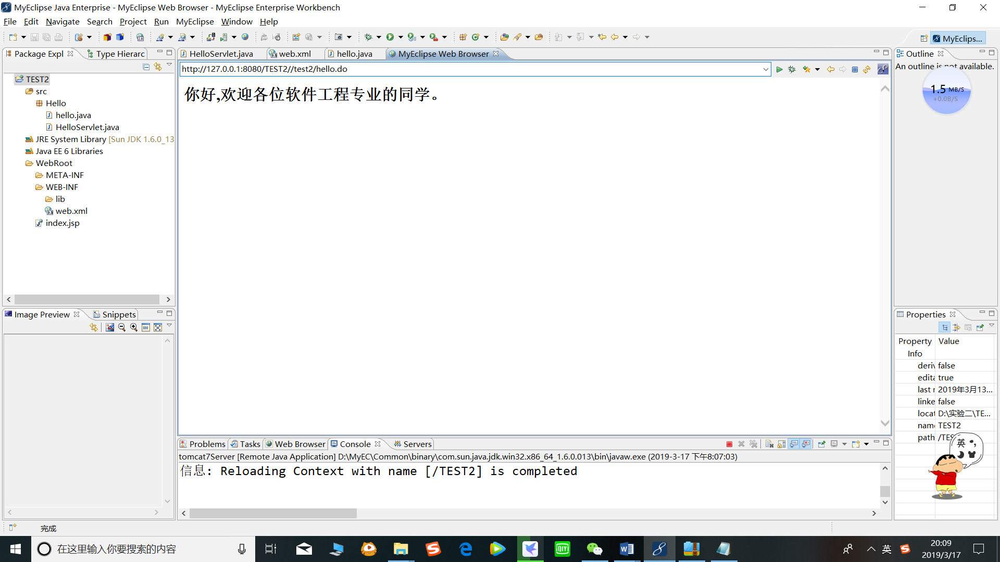 MyEclipse Java Enterprise - MyEclipse Web Browser - MyEclipse Enterprise Workbench
File Edit Navigate Search Project Run MyEclipse Window Help
MyEclips...
Package Expl
Type Hierarc
TEST2
src
Hello
hello.java
HelloServlet.java
JRE System Library [Sun JDK 1.6.0_13
Java EE 6 Libraries
WebRoot
META-INF
WEB-INF
lib
web.xml
index.jsp
HelloServlet.java
web.xml
hello.java
MyEclipse Web Browser
http://127.0.0.1:8080/TEST2//test2/hello.do
你好,欢迎各位软件工程专业的同学。
Outline
An outline is not available.
1.5 MB/S
+0.0B/S
Image Preview
Snippets
Properties
Property Value
Info
deriv false
edita true
last r 2019年3月13...
linke false
locat D:\实验二\TE...
name TEST2
path /TES
英
Problems
Tasks
Web Browser
Console
Servers
tomcat7Server [Remote Java Application] D:\MyEC\Common\binary\com.sun.java.jdk.win32.x86_64_1.6.0.013\bin\javaw.exe (2019-3-17 下午8:07:03)
信息: Reloading Context with name [/TEST2] is completed
完成
在这里输入你要搜索的内容
iQIY
英
20:09
2019/3/17